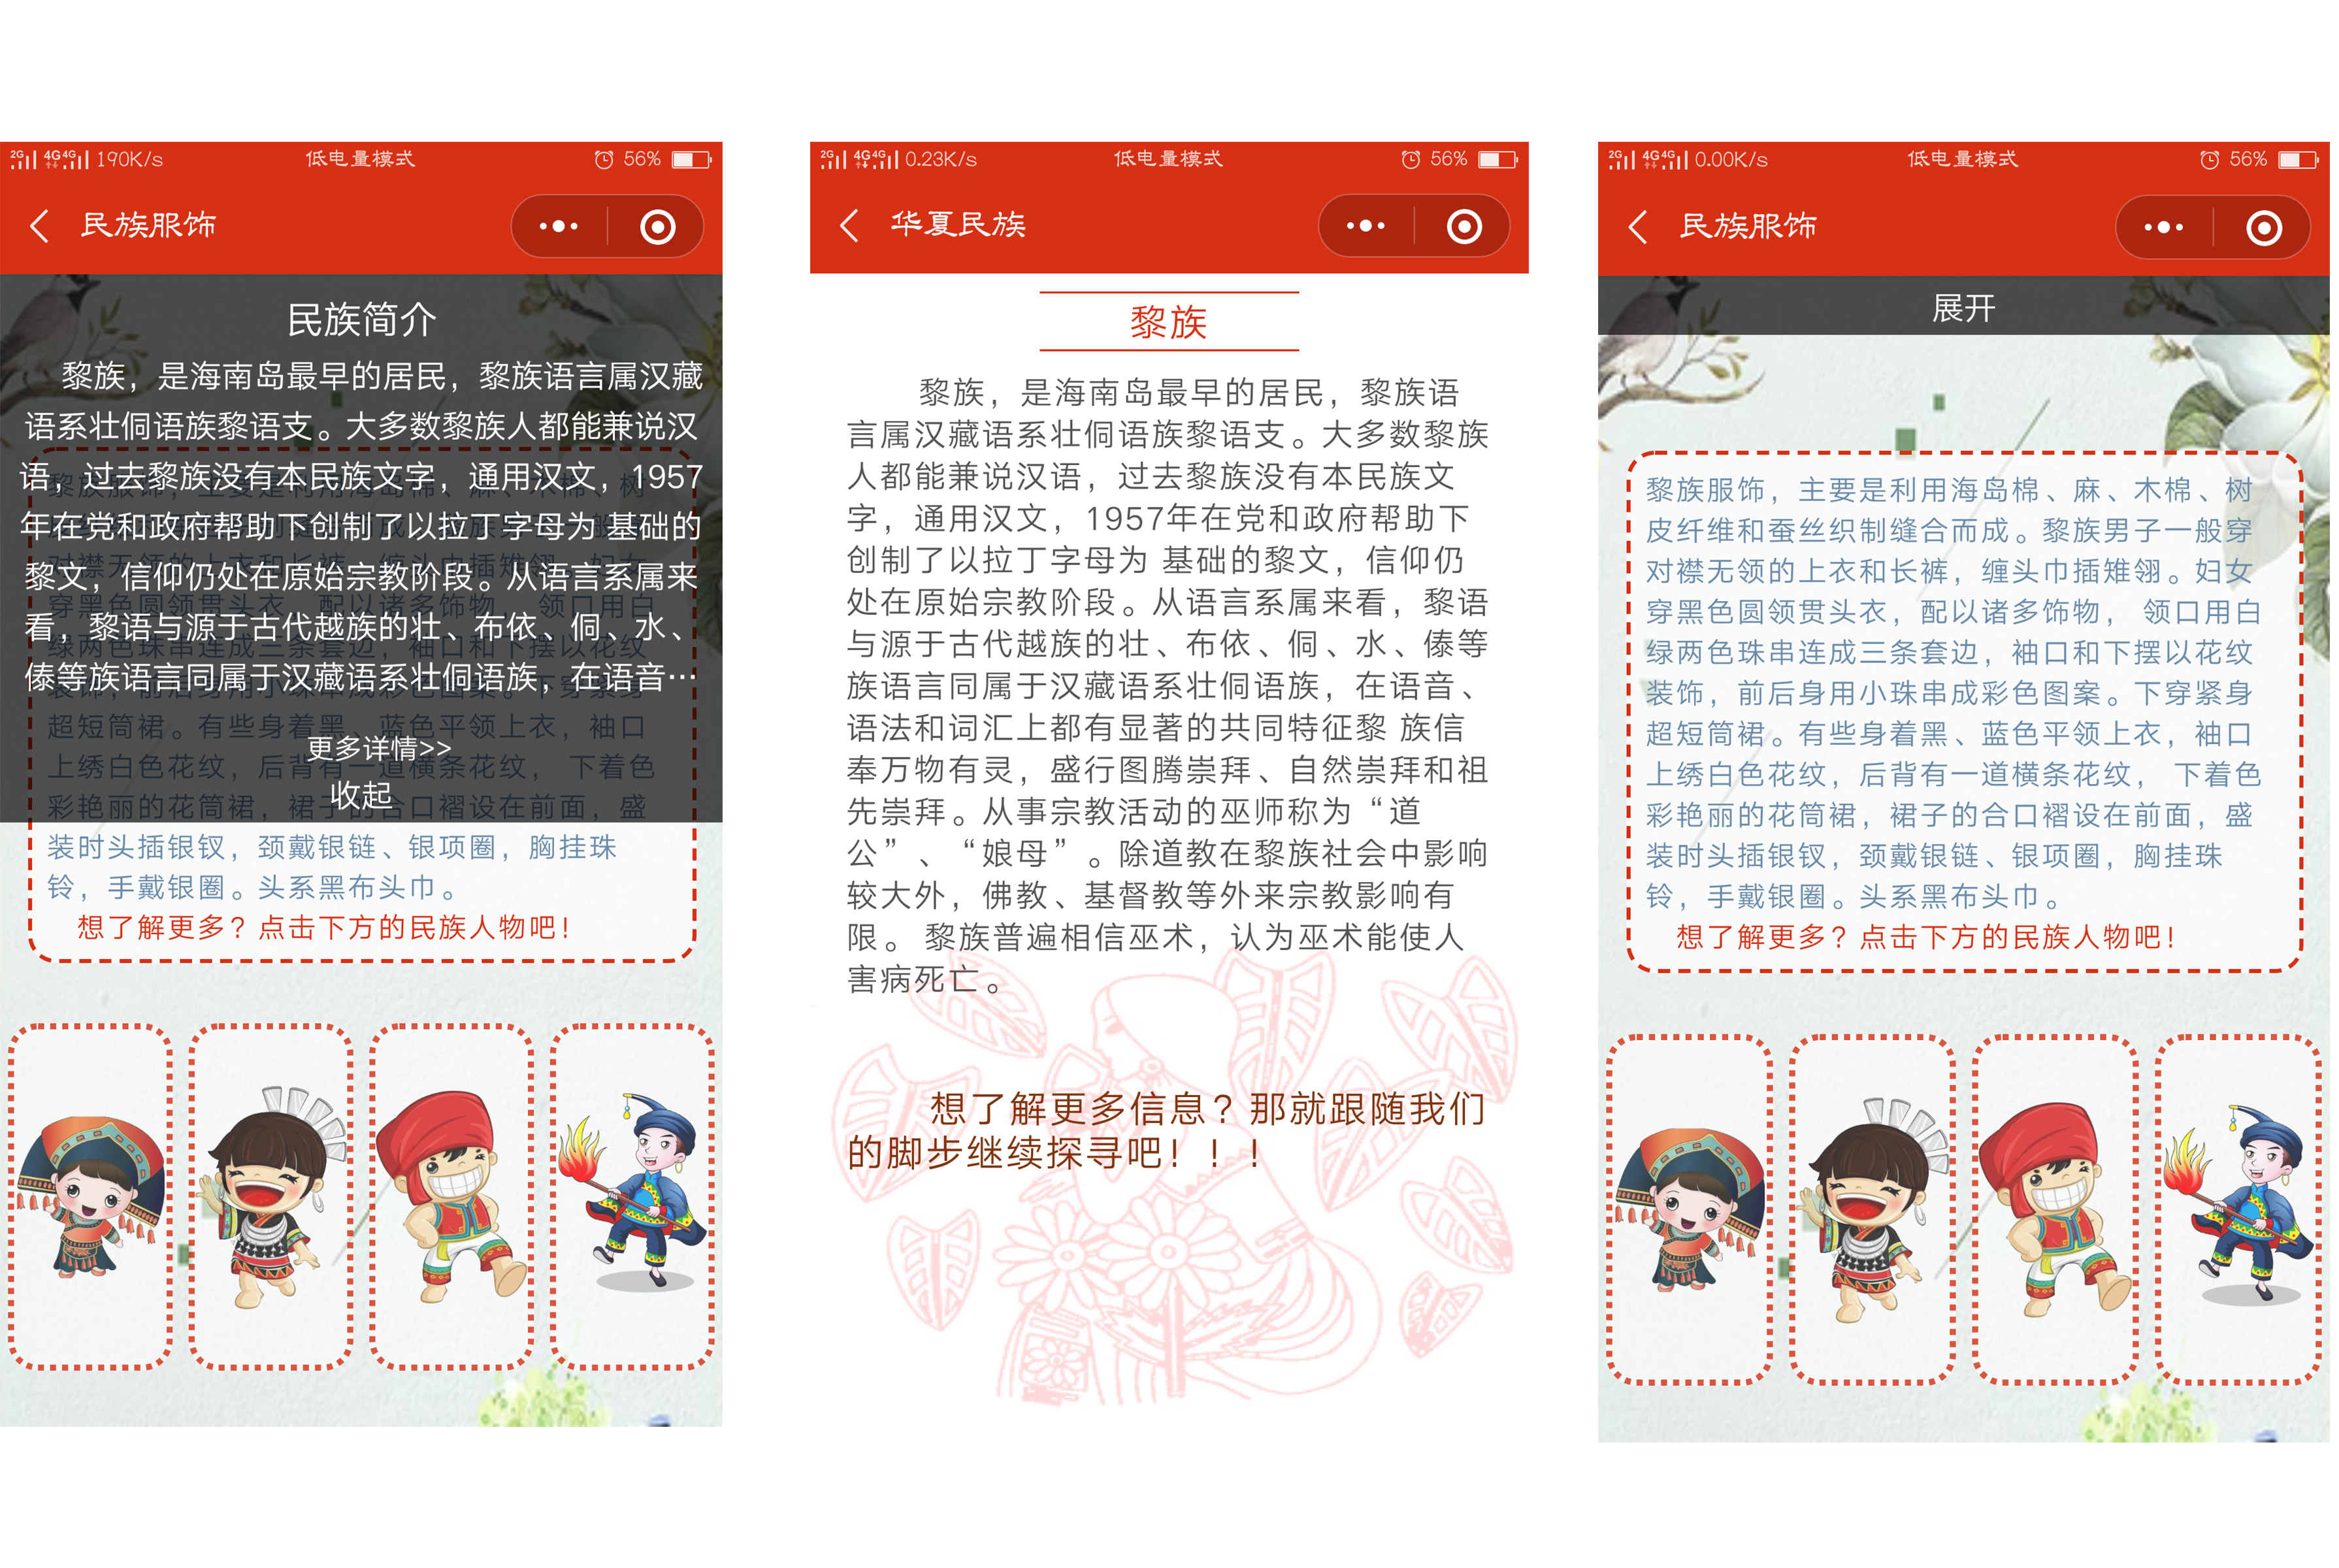 2G 4G 4G 190K/s 低电量模式 56%
民族服饰
民族简介
黎族，是海南岛最早的居民，黎族语言属汉藏
语系壮侗语族黎语支。大多数黎族人都能兼说汉
语，过去黎族没有本民族文字，通用汉文，1957
年在党和政府帮助下创制了以拉丁字母为 基础的
黎文，信仰仍处在原始宗教阶段。从语言系属来
看，黎语与源于古代越族的壮、布依、侗、水、
傣等族语言同属于汉藏语系壮侗语族，在语音…
超短筒裙。有些身着黑、蓝色平领上衣，袖口
更多详情>>
上绣白色花纹，后背有一道横条花纹， 下着色
收起
彩艳丽的花筒裙，裙子的合口褶设在前面，盛
装时头插银钗，颈戴银链、银项圈，胸挂珠
铃，手戴银圈。头系黑布头巾。
想了解更多？点击下方的民族人物吧！
2G 4G 4G 0.23K/s 低电量模式 56%
华夏民族
黎族
黎族，是海南岛最早的居民，黎族语
言属汉藏语系壮侗语族黎语支。大多数黎族
人都能兼说汉语，过去黎族没有本民族文
字，通用汉文，1957年在党和政府帮助下
创制了以拉丁字母为 基础的黎文，信仰仍
处在原始宗教阶段。从语言系属来看，黎语
与源于古代越族的壮、布依、侗、水、傣等
族语言同属于汉藏语系壮侗语族，在语音、
语法和词汇上都有显著的共同特征黎 族信
奉万物有灵，盛行图腾崇拜、自然崇拜和祖
先崇拜。从事宗教活动的巫师称为“道
公”、“娘母”。除道教在黎族社会中影响
较大外，佛教、基督教等外来宗教影响有
限。 黎族普遍相信巫术，认为巫术能使人
害病死亡。
想了解更多信息？那就跟随我们
的脚步继续探寻吧！！！
2G 4G 4G 0.00K/s 低电量模式 56%
民族服饰
展开
黎族服饰，主要是利用海岛棉、麻、木棉、树
皮纤维和蚕丝织制缝合而成。黎族男子一般穿
对襟无领的上衣和长裤，缠头巾插雉翎。妇女
穿黑色圆领贯头衣，配以诸多饰物， 领口用白
绿两色珠串连成三条套边，袖口和下摆以花纹
装饰，前后身用小珠串成彩色图案。下穿紧身
超短筒裙。有些身着黑、蓝色平领上衣，袖口
上绣白色花纹，后背有一道横条花纹， 下着色
彩艳丽的花筒裙，裙子的合口褶设在前面，盛
装时头插银钗，颈戴银链、银项圈，胸挂珠
铃，手戴银圈。头系黑布头巾。
想了解更多？点击下方的民族人物吧！